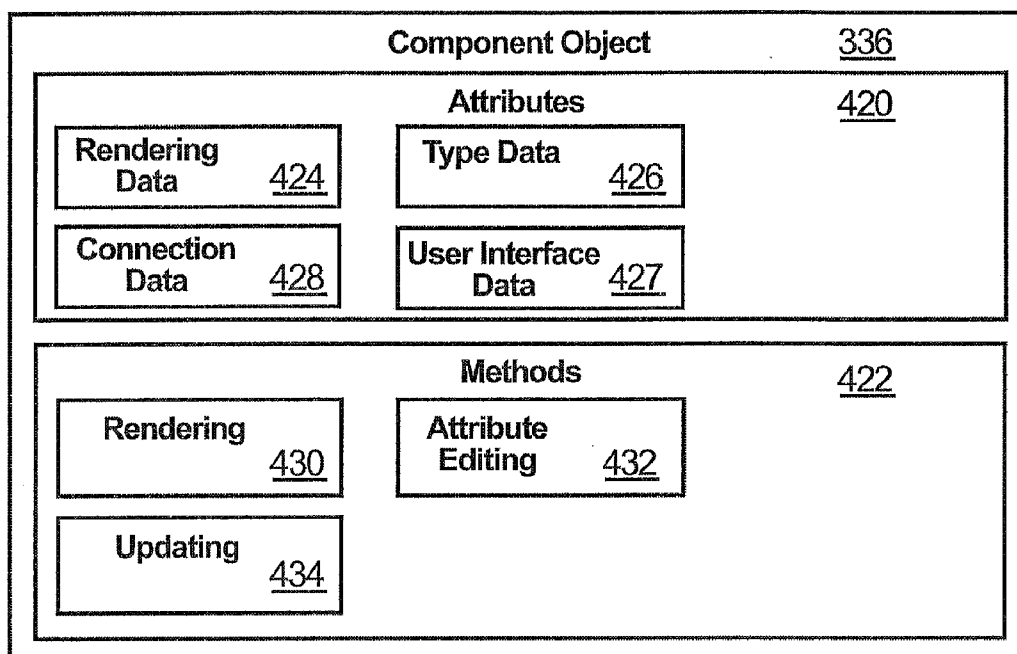 Component Object 336
Attributes 420
Rendering
Data 424
Type Data
426
Connection
Data 428
User Interface
Data 427
Methods 422
Rendering
430
Attribute
Editing 432
Updating
434